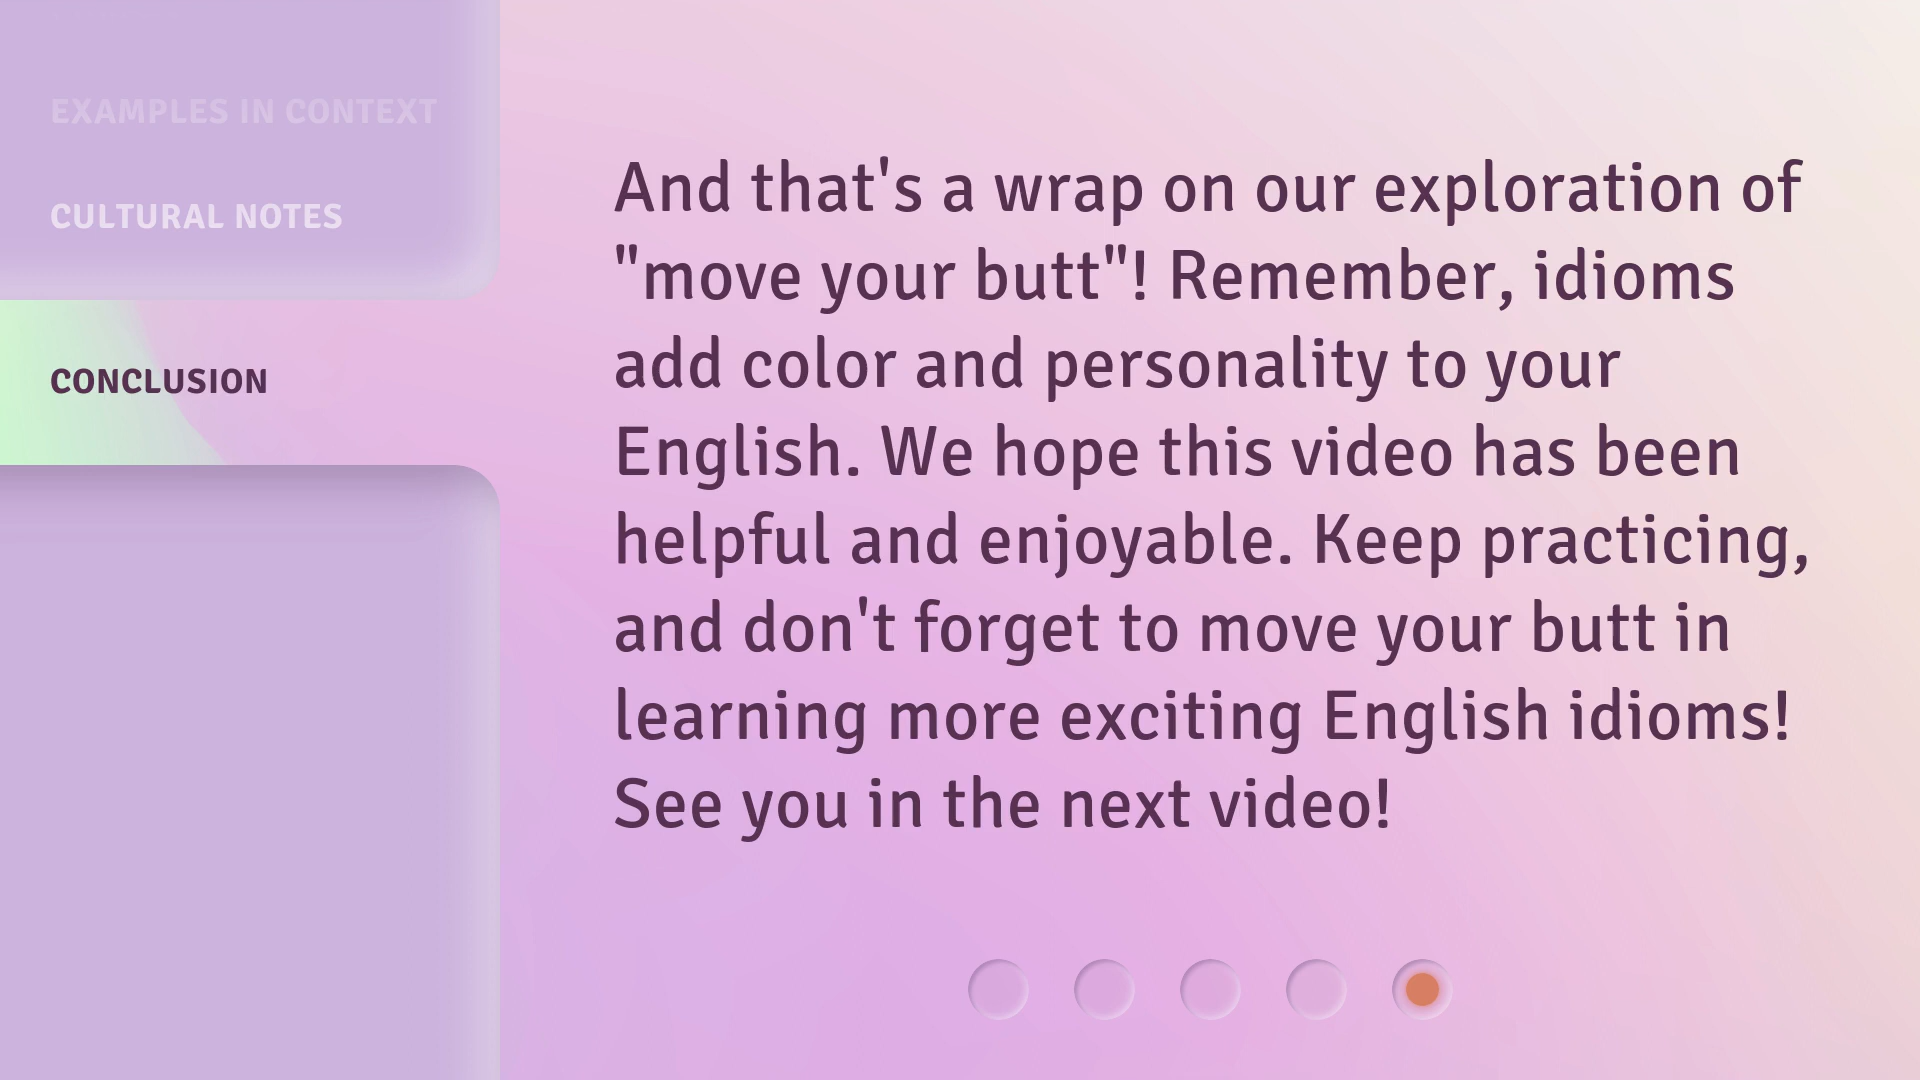 EXAMPLES IN CONTEXT
CULTURAL NOTES
CONCLUSION
And that's a wrap on our exploration of
"move your butt"! Remember, idioms
add color and personality to your
English. We hope this video has been
helpful and enjoyable. Keep practicing,
and don't forget to move your butt in
learning more exciting English idioms!
See you in the next video!